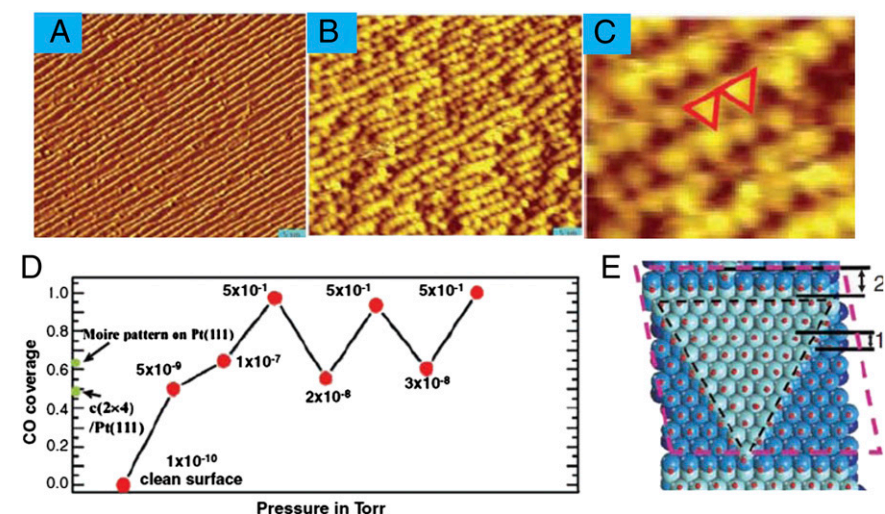 A
B
C
D
E
1.0
0.8
0.6
0.4
0.2
0.0
CO coverage
5x10-1
5x10-1
5x10-1
Moire pattern on Pt(111)
5x10-9
1x10-7
2x10-8
3x10-8
c(2×4)
/Pt(111)
1x10-10
clean surface
Pressure in Torr
2
1